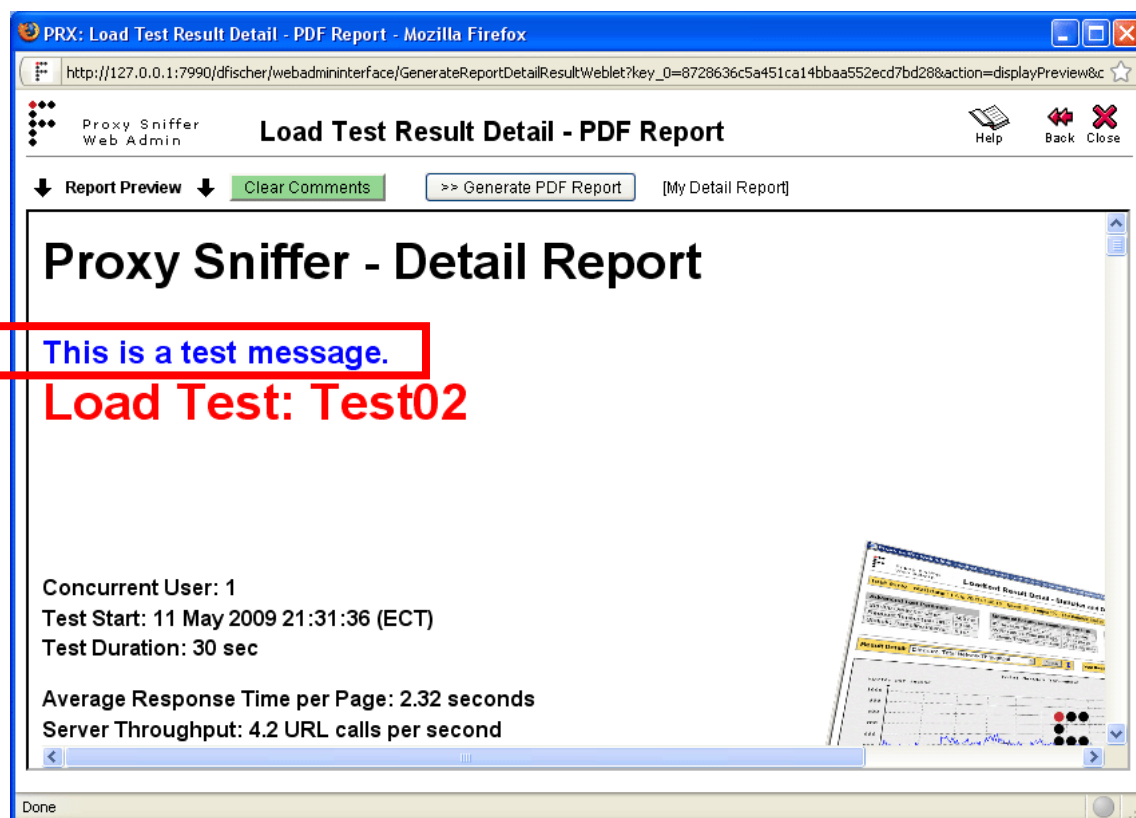 PRX: Load Test Result Detail - PDF Report - Mozilla Firefox
http://127.0.0.1:7990/dfischer/webadmininterface/GenerateReportDetailResultWeblet?key_0=8728636c5a451ca14bbaa552ecd7bd28&action=displayPreview&c
Proxy Sniffer
Web Admin
Load Test Result Detail - PDF Report
Help Back Close
Report Preview Clear Comments >> Generate PDF Report [My Detail Report]
Proxy Sniffer - Detail Report
This is a test message.
Load Test: Test02
Concurrent User: 1
Test Start: 11 May 2009 21:31:36 (ECT)
Test Duration: 30 sec
Average Response Time per Page: 2.32 seconds
Server Throughput: 4.2 URL calls per second
Done